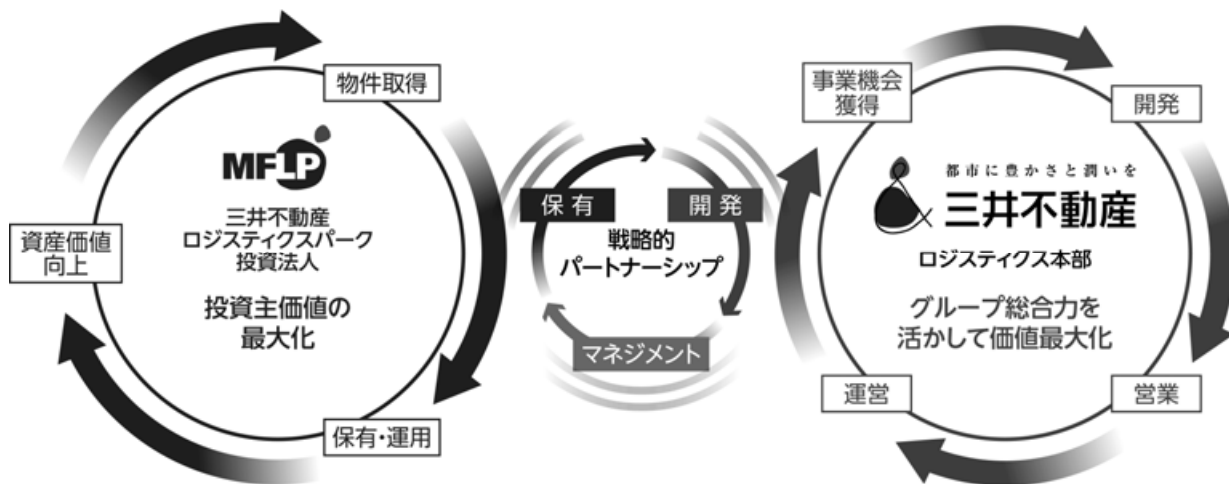 物件取得
MFLP
三井不動産
ロジスティクスパーク
投資法人
資産価値
向上
投資主価値の
最大化
保有・運用
保有
開発
戦略的
パートナーシップ
マネジメント
事業機会
獲得
開発
都市に豊かさと潤いを
三井不動産
ロジスティクス本部
グループ総合力を
活かして価値最大化
運営
営業